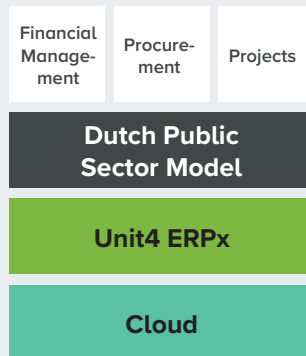 Financial
Manage-
ment
Procure-
ment
Projects
Dutch Public
Sector Model
Unit4 ERPx
Cloud